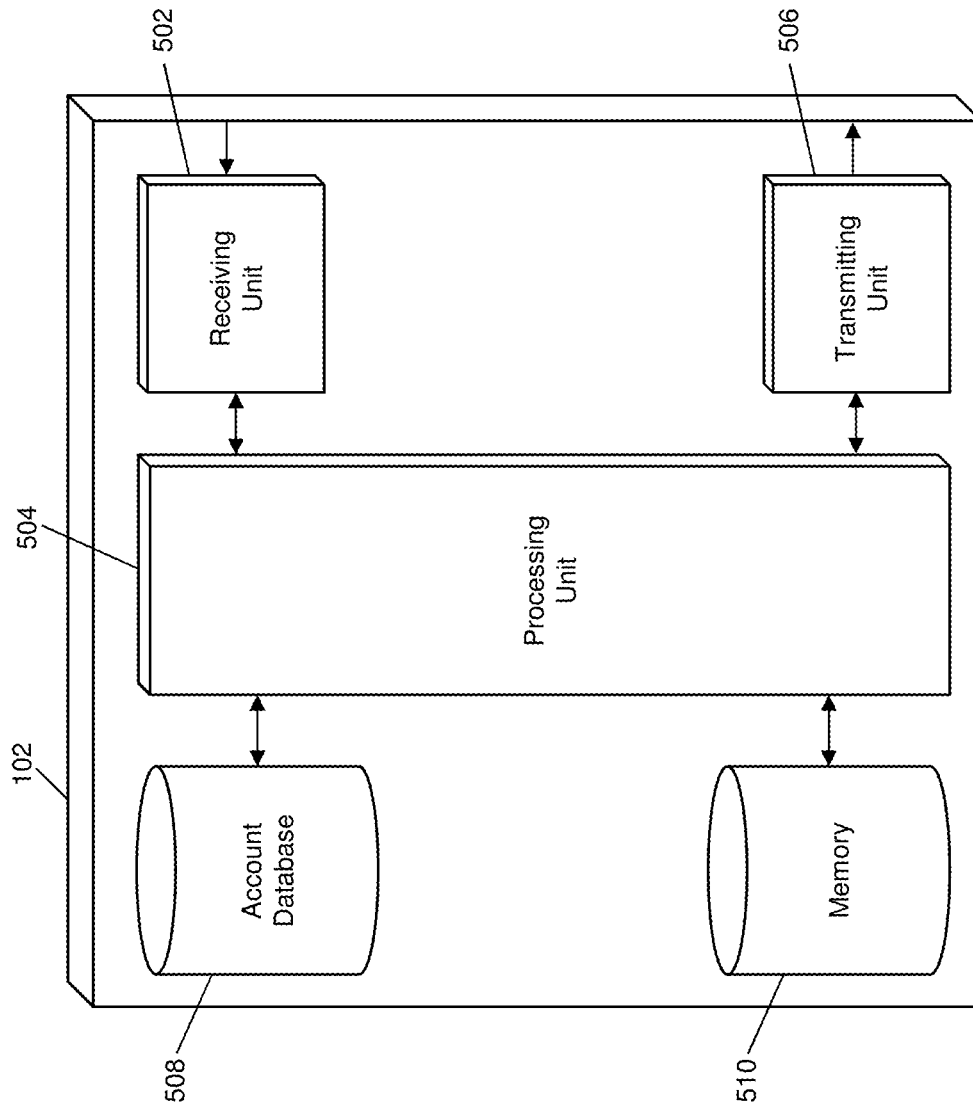 102
504
502
508
Account
Database
Processing
Unit
Receiving
Unit
510
Memory
Transmitting
Unit
506